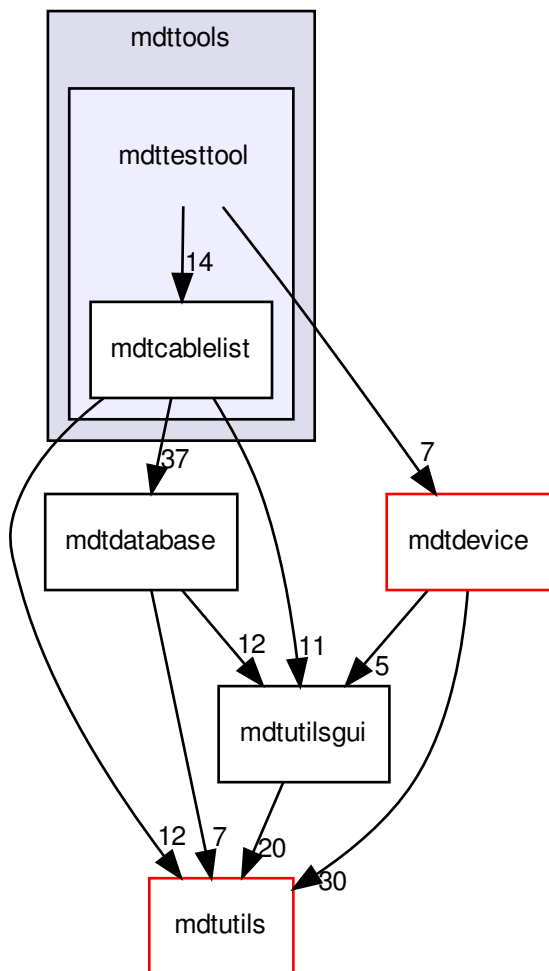 mdttools
mdttesttool
14
mdtcablelist
7
37
mdtdatabase
mdtdevice
12
11
5
mdtutilsgui
12
7
20
30
mdtutils